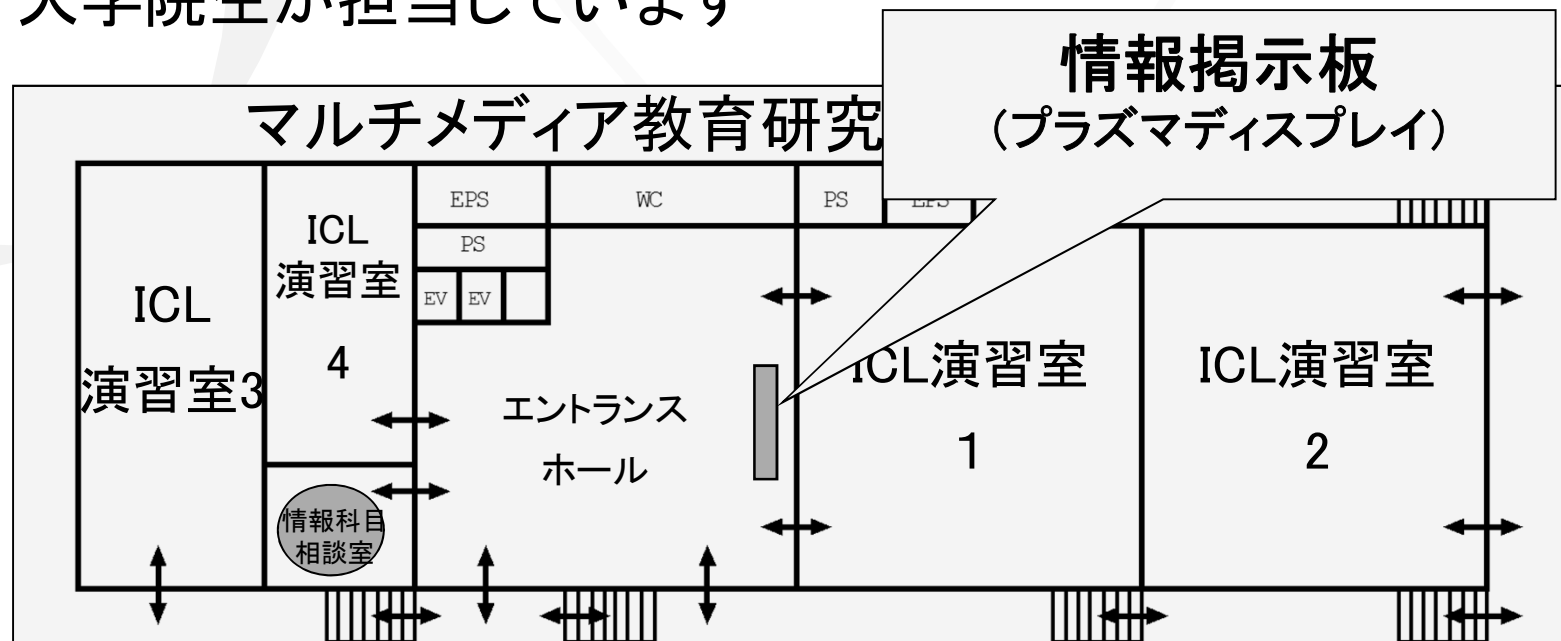 大学院生が担当しています
情報掲示板
(プラズマディスプレイ)
マルチメディア教育研究
EPS
WC
PS
EPS
ICL
演習室
4
PS
EV
EV
ICL
演習室3
エントランス
ホール
ICL演習室
1
ICL演習室
2
情報科目
相談室